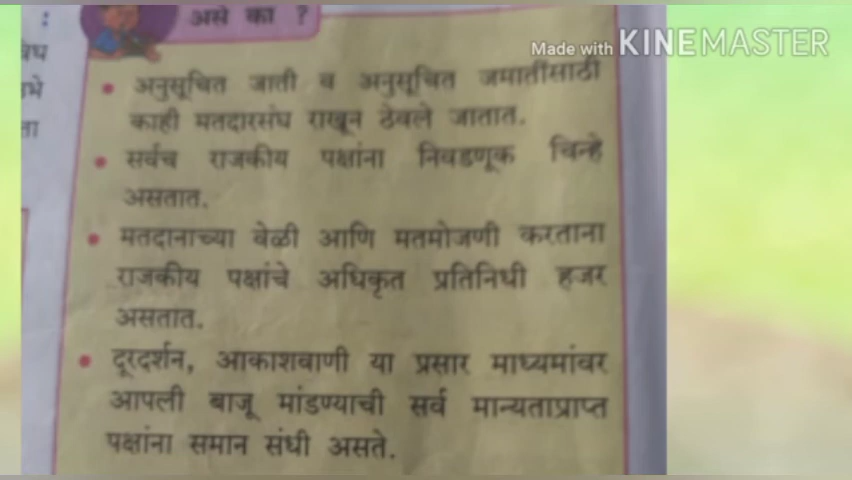 असे का ?
Made with KINEMASTER
• अनुसूचित जाती व अनुसूचित जमातींसाठी
काही मतदारसंघ राखून ठेवले जातात.
• सर्वच राजकीय पक्षांना निवडणूक चिन्हे
असतात.
• मतदानाच्या वेळी आणि मतमोजणी करताना
राजकीय पक्षांचे अधिकृत प्रतिनिधी हजर
असतात.
• दूरदर्शन, आकाशवाणी या प्रसार माध्यमांवर
आपली बाजू मांडण्याची सर्व मान्यताप्राप्त
पक्षांना समान संधी असते.